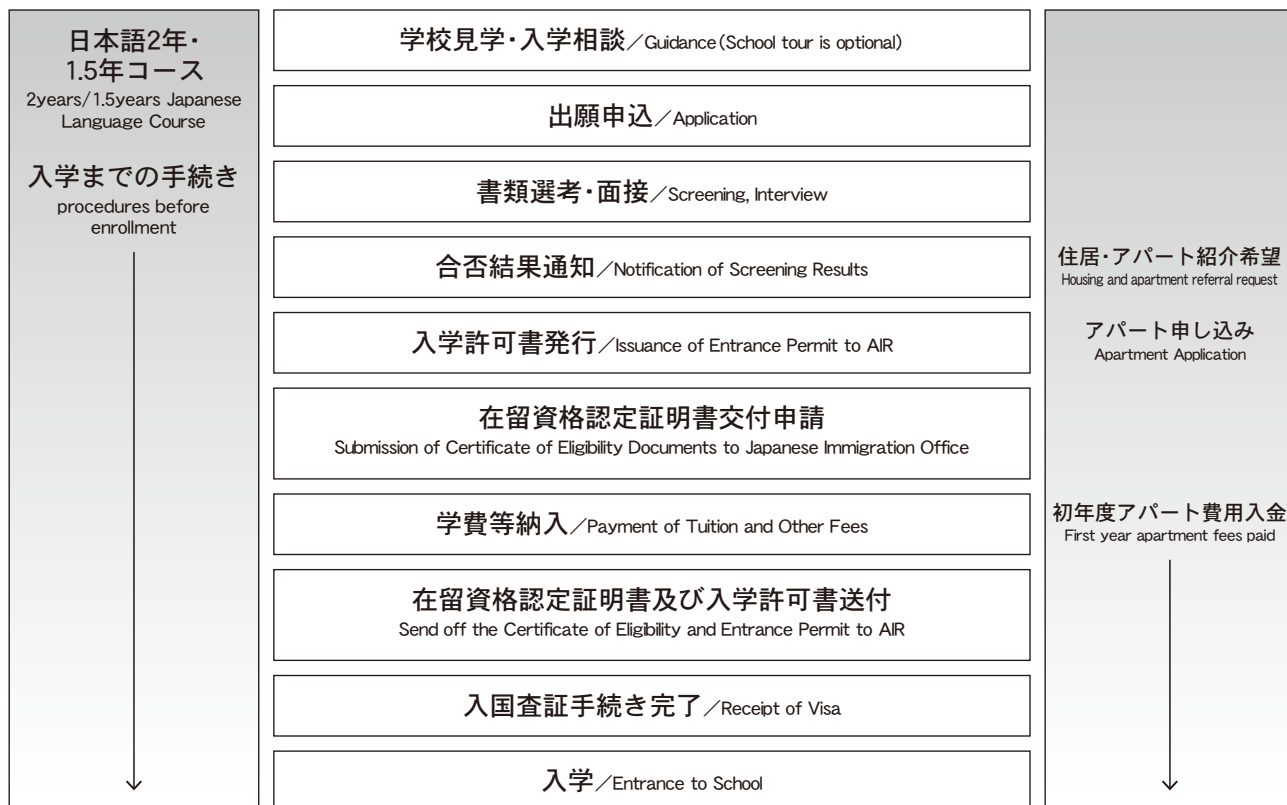 日本語2年・
1.5年コース
2years/1.5years Japanese
Language Course
入学までの手続き
procedures before
enrollment
学校見学・入学相談／Guidance(School tour is optional)
出願申込／Application
書類選考・面接／Screening, Interview
合否結果通知／Notification of Screening Results
入学許可書発行／Issuance of Entrance Permit to AIR
在留資格認定証明書交付申請
Submission of Certificate of Eligibility Documents to Japanese Immigration Office
学費等納入／Payment of Tuition and Other Fees
在留資格認定証明書及び入学許可書送付
Send off the Certificate of Eligibility and Entrance Permit to AIR
入国査証手続き完了／Receipt of Visa
入学／Entrance to School
住居・アパート紹介希望
Housing and apartment referral request
アパート申し込み
Apartment Application
初年度アパート費用入金
First year apartment fees paid